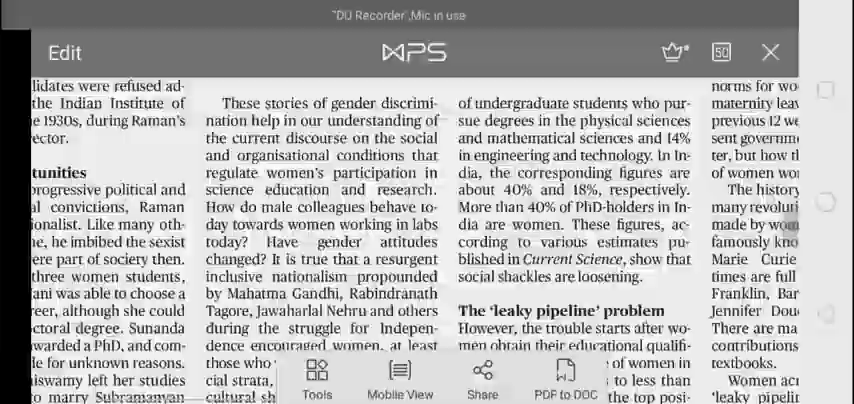 "DU Recorder",Mic in use
Edit
WPS
50
lidates were refused ad-
the Indian Institute of
e 1930s, during Raman's
ector.
tunities
progressive political and
al convictions, Raman
ionalist. Like many oth-
ne, he imbibed the sexist
ere part of society then.
three women students,
ani was able to choose a
reer, although she could
octoral degree. Sunanda
warded a PhD, and com-
le for unknown reasons.
iswamy left her studies
to marry Subramanyan
These stories of gender discrimi-
nation help in our understanding of
the current discourse on the social
and organisational conditions that
regulate women's participation in
science education and research.
How do male colleagues behave to-
day towards women working in labs
today? Have gender attitudes
changed? It is true that a resurgent
inclusive nationalism propounded
by Mahatma Gandhi, Rabindranath
Tagore, Jawaharlal Nehru and others
during the struggle for Indepen-
dence encouraged women, at least
those who
cial strata,
cultural sh
of undergraduate students who pur-
sue degrees in the physical sciences
and mathematical sciences and 14%
in engineering and technology. In In-
dia, the corresponding figures are
about 40% and 18%, respectively.
More than 40% of PhD-holders in In-
dia are women. These figures, ac-
cording to various estimates pu-
blished in Current Science, show that
social shackles are loosening.
The 'leaky pipeline' problem
However, the trouble starts after wo-
men obtain their educational qualifi-
of women in
to less than
the top posi-
norms for wo
maternity leav
previous 12 we
sent governm
ter, but how th
of women wo
The history
many revoluti
made by wom
famously kno
Marie Curie
times are full
Franklin, Bar
Jennifer Dou
There are ma
contributions
textbooks.
Women acr
'leaky pipelin
Tools
Mobile View
Share
PDF to DOC